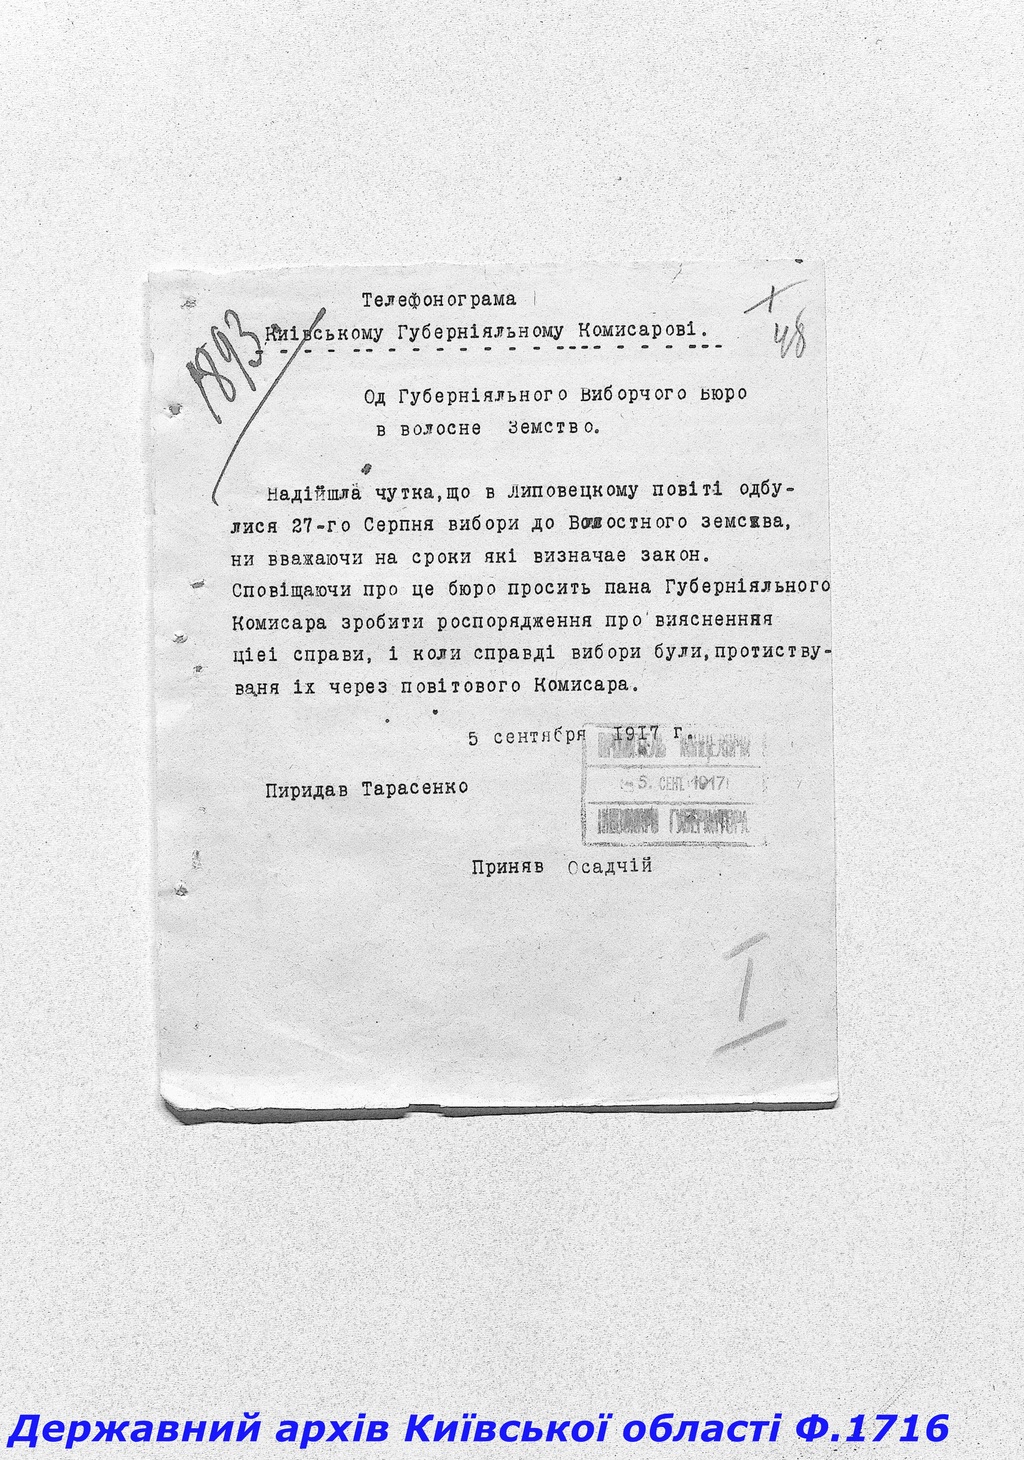 Телефонограма
Киівському Губерніяльному Комисарові.
1893
+
48
Од Губерніяльного Виборчого Бюро
в волосне Земство.
Надійшла чутка, що в Липовецкому повіті одбу-
лися 27-го Серпня вибори до Волостного земства,
ни вважаючи на сроки які визначае закон.
Сповіщаючи про це бюро просить пана Губерніяльного
Комисара зробити роспорядження про виясненняя
ціеі справи, і коли справді вибори були, протиству-
ваня іх через повітового Комисара.
5 сентября 1917 г.
5. СЕН 1917
Пиридав Тарасенко
Приняв Осадчій
I
Державний архів Київської області Ф.1716